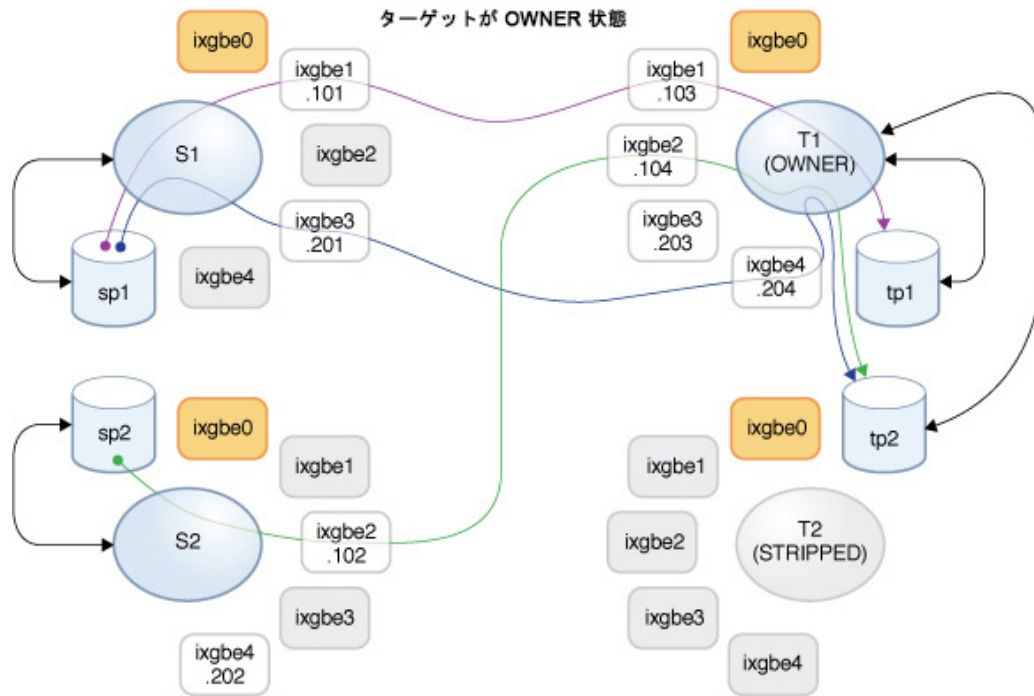 ターゲットが OWNER 状態
ixgbe0
ixgbe1
.101
S1
ixgbe2
ixgbe3
.201
sp1
ixgbe4
ixgbe0
ixgbe1
.103
ixgbe2
.104
T1
(OWNER)
ixgbe3
.203
ixgbe4
.204
tp1
sp2
ixgbe0
ixgbe1
S2
ixgbe2
.102
ixgbe3
ixgbe4
.202
ixgbe0
tp2
ixgbe1
ixgbe2
T2
(STRIPPED)
ixgbe3
ixgbe4